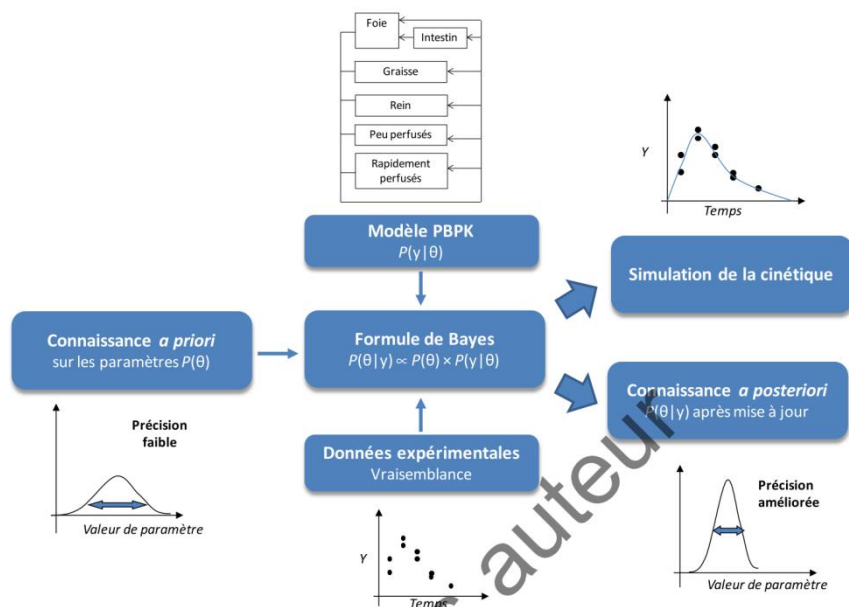 Foie
Intestin
Graisse
Rein
Peu perfusés
Rapidement
perfusés
Y
Temps
Modèle PBPK
P(y|θ)
Simulation de la cinétique
Connaissance a priori
sur les paramètres P(θ)
Formule de Bayes
P(θ|y) ∝ P(θ) × P(y|θ)
Connaissance a posteriori
P(θ|y) après mise à jour
Précision
faible
Valeur de paramètre
Données expérimentales
Vraisemblance
Y
Temps
Précision
améliorée
Valeur de paramètre
auteur